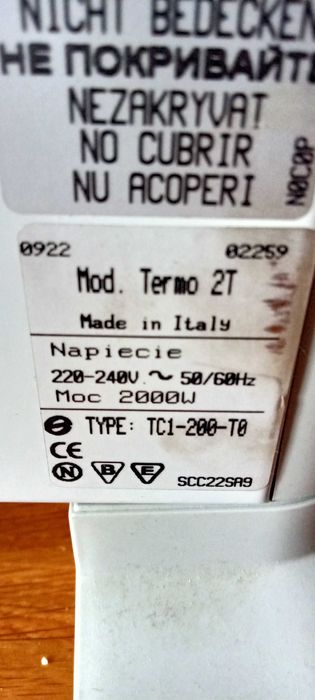 NICHT BEDECKEN
НЕ ПОКРИВАЙТЕ
NEZAKRYVAT
NO CUBRIR
NU ACOPERI
NOCOP
0922 02259
Mod. Termo 2T
Made in Italy
Napiecie
220-240V ~ 50/60Hz
Moc 2000W
S TYPE: TC1-200-T0
CE
N B E SCC22SA9